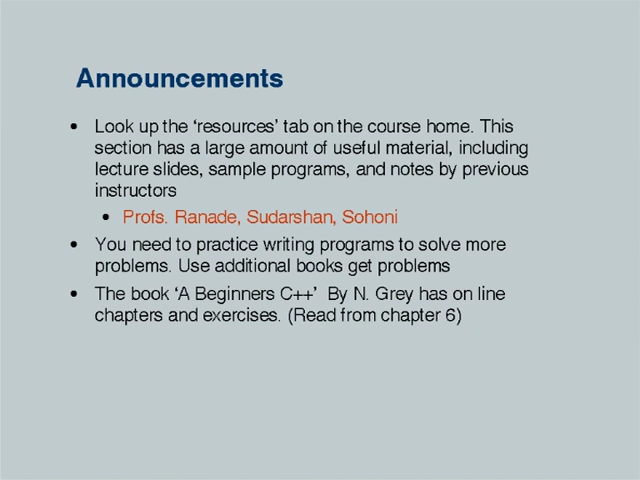 Announcements
• Look up the ‘resources’ tab on the course home. This
section has a large amount of useful material, including
lecture slides, sample programs, and notes by previous
instructors
• Profs. Ranade, Sudarshan, Sohoni
• You need to practice writing programs to solve more
problems. Use additional books get problems
• The book ‘A Beginners C++’ By N. Grey has on line
chapters and exercises. (Read from chapter 6)